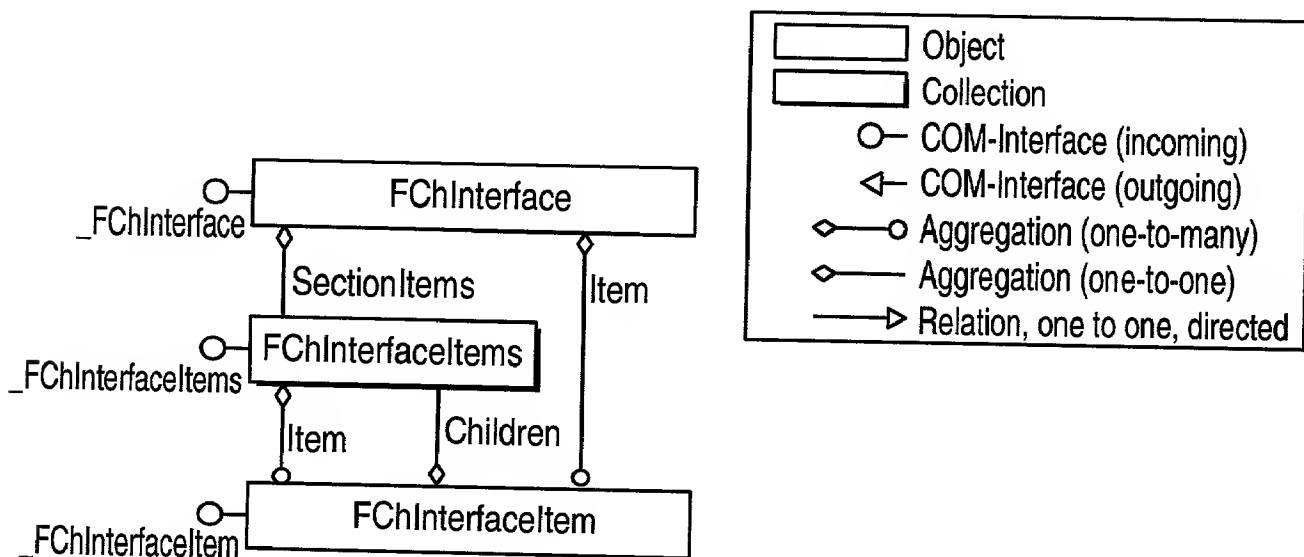 Object
Collection
COM-Interface (incoming)
COM-Interface (outgoing)
Aggregation (one-to-many)
Aggregation (one-to-one)
Relation, one to one, directed
FChInterface
_FChInterface
SectionItems
Item
FChInterfaceItems
_FChInterfaceItems
Item
Children
FChInterfaceItem
_FChInterfaceItem